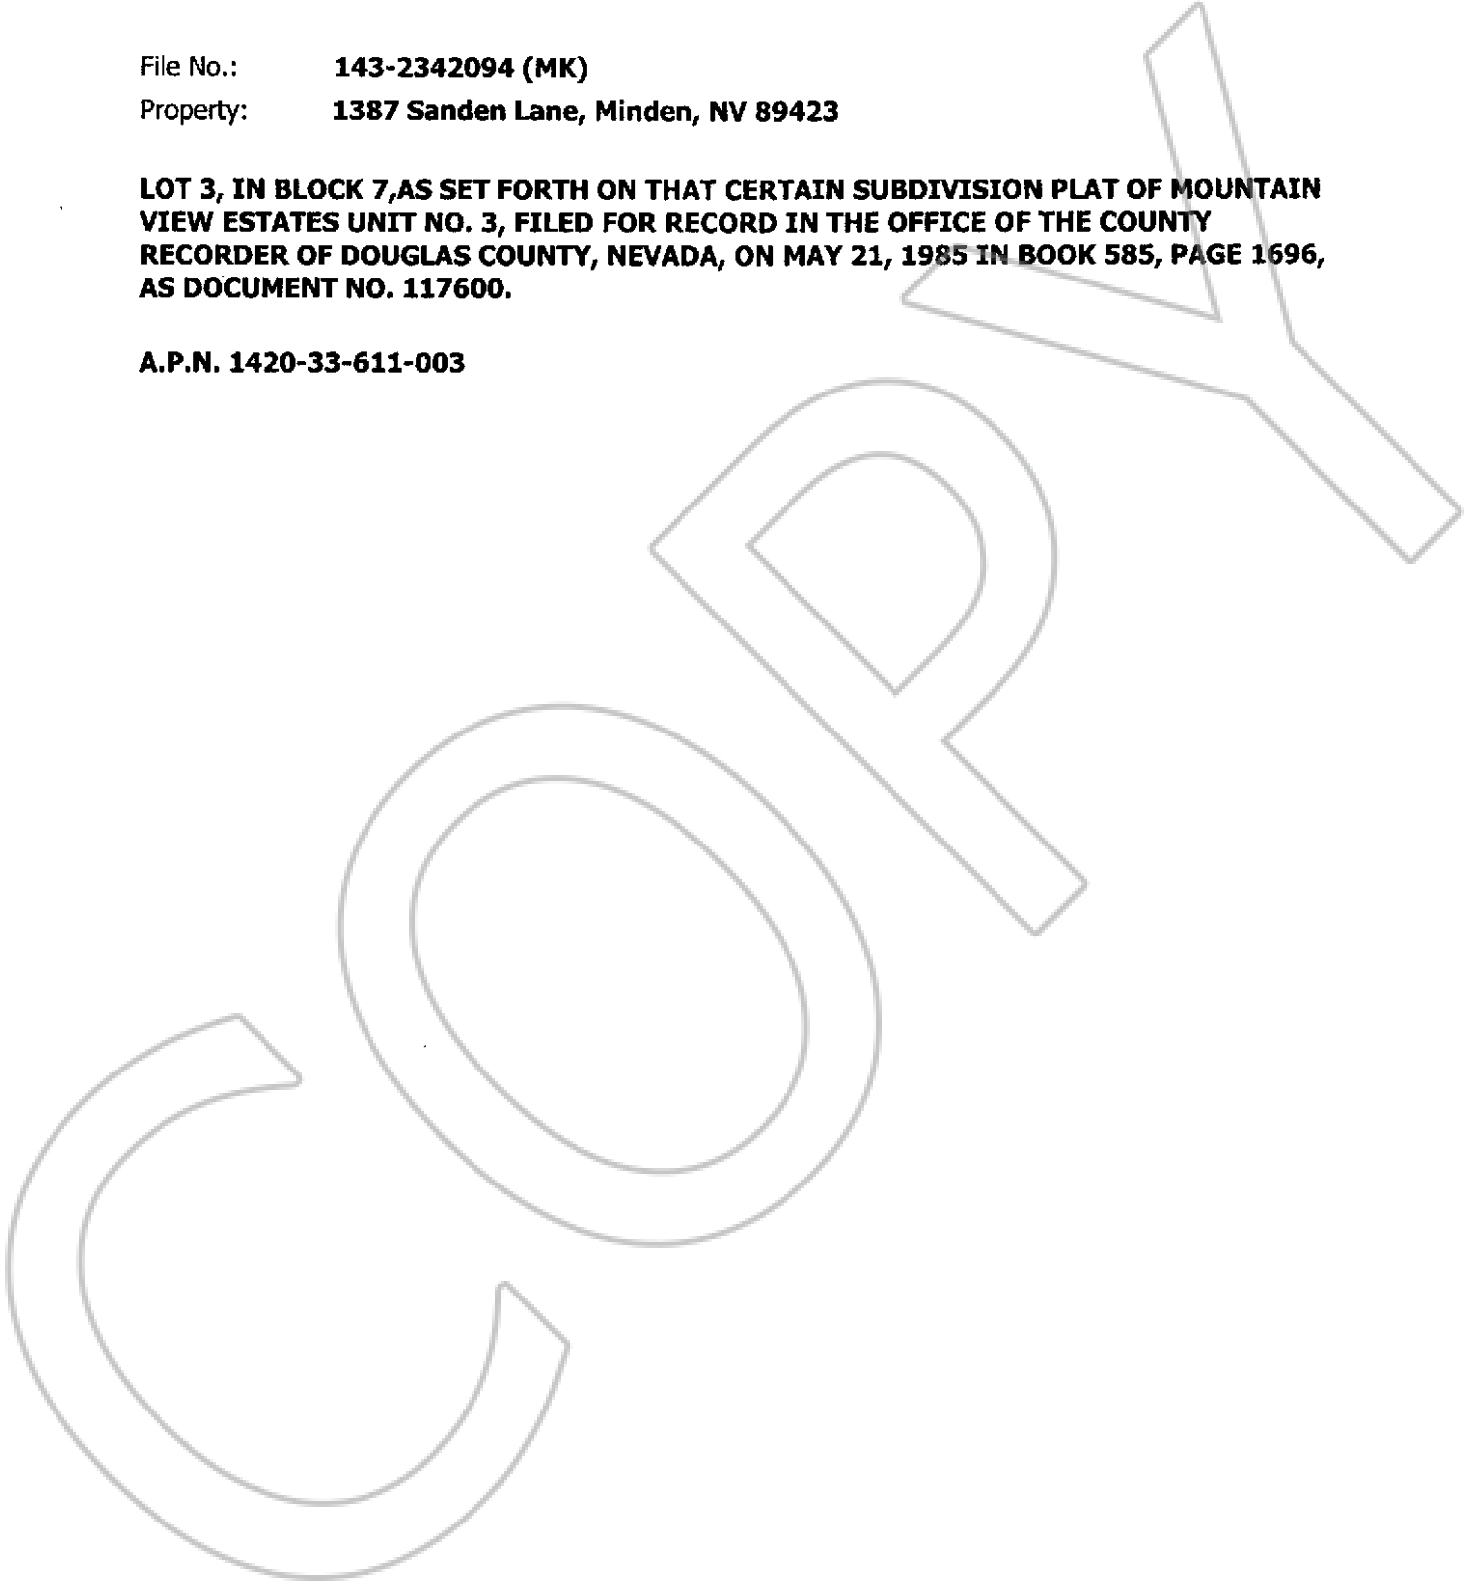 File No.: 143-2342094 (MK)
Property: 1387 Sanden Lane, Minden, NV 89423
LOT 3, IN BLOCK 7,AS SET FORTH ON THAT CERTAIN SUBDIVISION PLAT OF MOUNTAIN
VIEW ESTATES UNIT NO. 3, FILED FOR RECORD IN THE OFFICE OF THE COUNTY
RECORDER OF DOUGLAS COUNTY, NEVADA, ON MAY 21, 1985 IN BOOK 585, PAGE 1696,
AS DOCUMENT NO. 117600.
A.P.N. 1420-33-611-003
COPY